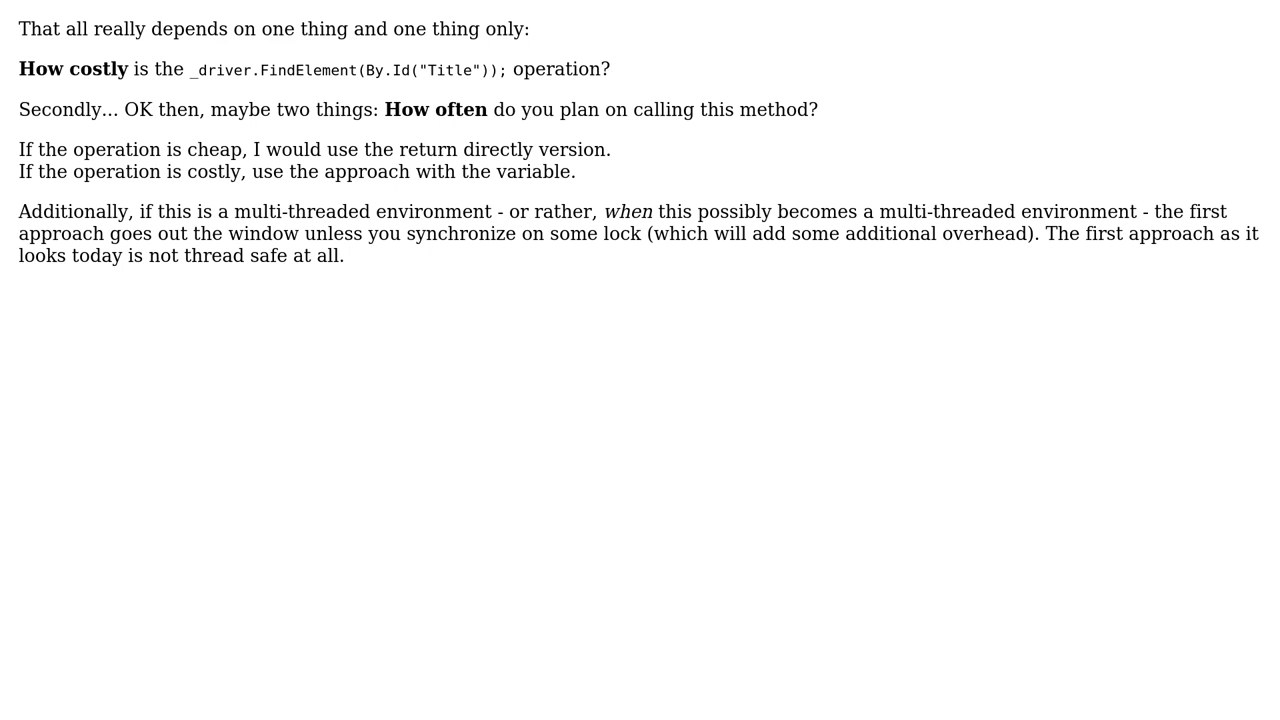 That all really depends on one thing and one thing only:
How costly is the _driver.FindElement(By.Id("Title")); operation?
Secondly... OK then, maybe two things: How often do you plan on calling this method?
If the operation is cheap, I would use the return directly version.
If the operation is costly, use the approach with the variable.
Additionally, if this is a multi-threaded environment - or rather, when this possibly becomes a multi-threaded environment - the first
approach goes out the window unless you synchronize on some lock (which will add some additional overhead). The first approach as it
looks today is not thread safe at all.